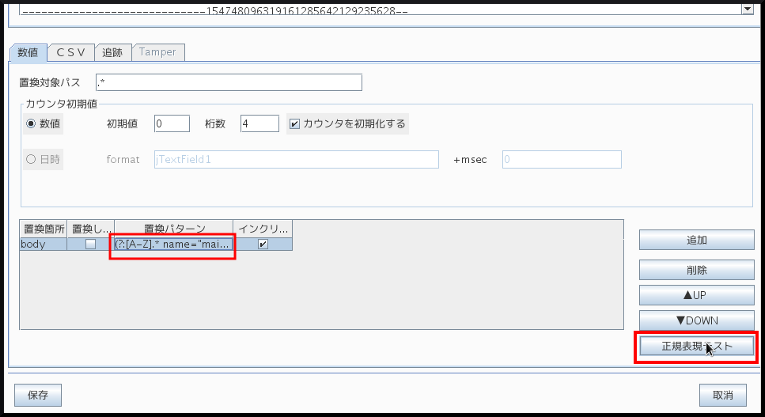 -----------------------------1547480963191612856421292356​28--
数値 ＣＳＶ 追跡 Tamper
置換対象パス .*
カウンタ初期値
数値 初期値 0 桁数 4 カウンタを初期化する
日時 format jTextField1 +msec 0
置換箇所 置換し... 置換パターン インクリ...
body (?:[A-Z].* name="mai...
追加
削除
▲UP
▼DOWN
正規表現テスト
保存 取消